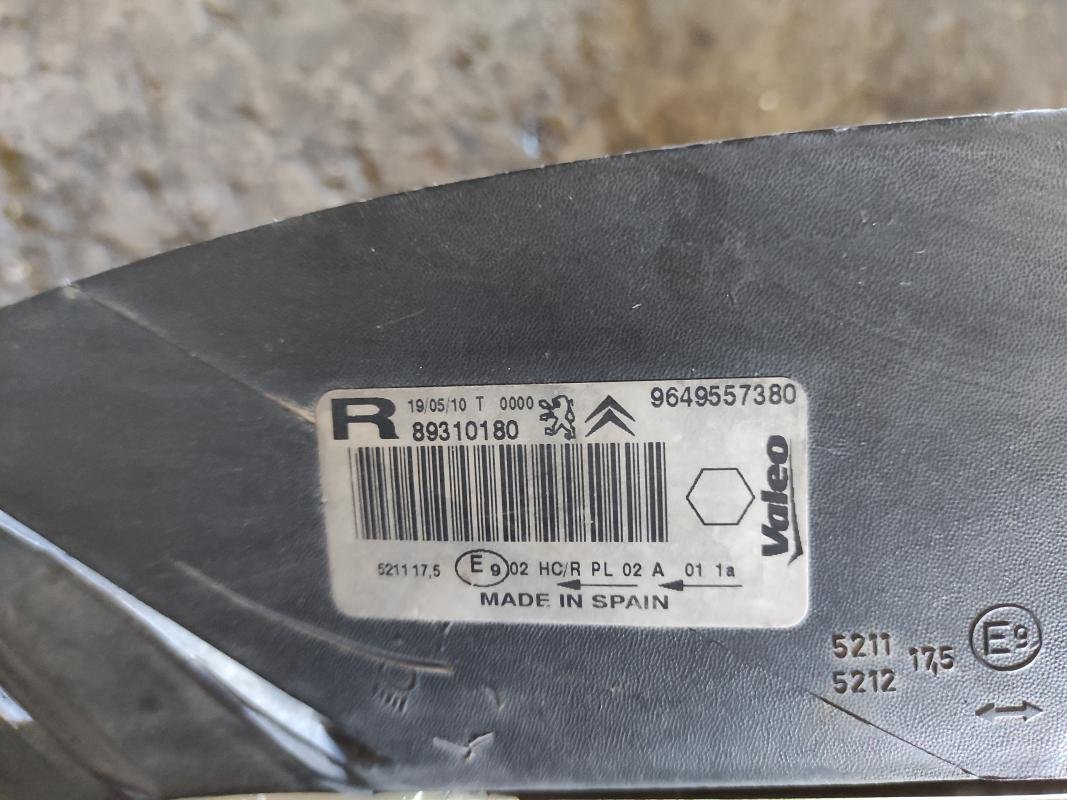 R 19/05/10 T 0000 9649557380
89310180
Valeo
5211 17,5 E9 02 HC/R PL 02 A 01 1a
MADE IN SPAIN
5211
5212 17,5 E9